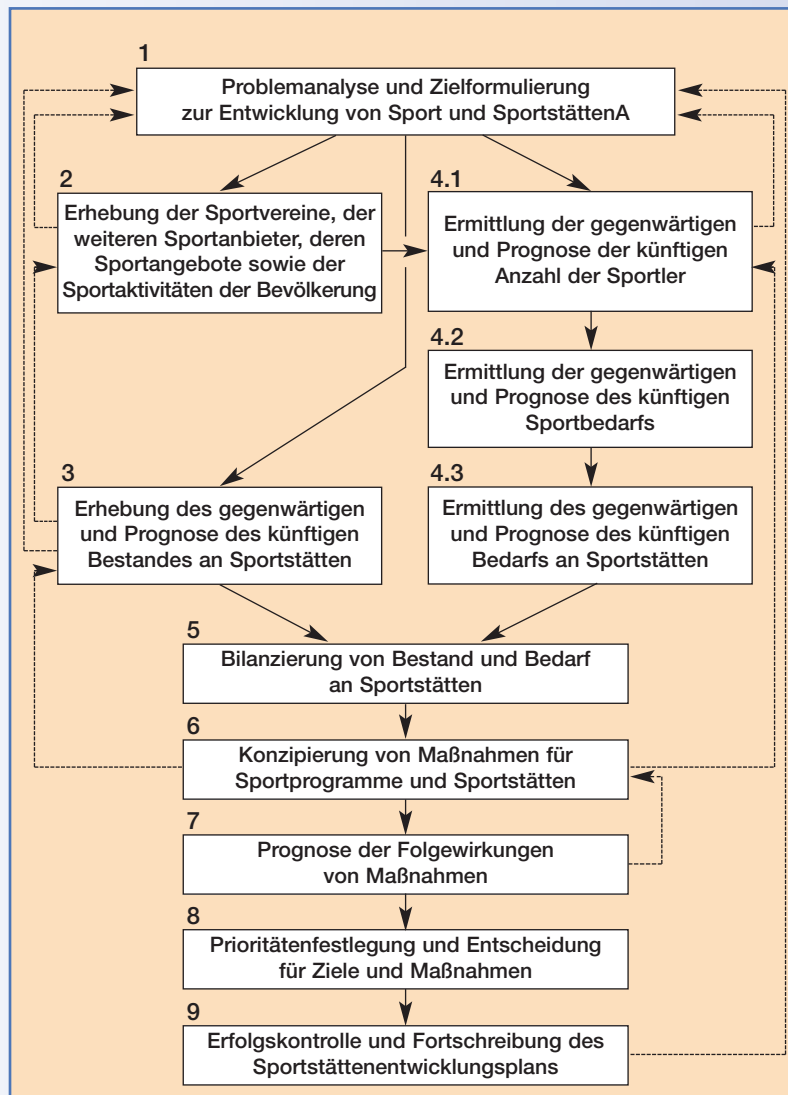 1
Problemanalyse und Zielformulierung
zur Entwicklung von Sport und SportstättenA
2
Erhebung der Sportvereine, der
weiteren Sportanbieter, deren
Sportangebote sowie der
Sportaktivitäten der Bevölkerung
4.1
Ermittlung der gegenwärtigen
und Prognose der künftigen
Anzahl der Sportler
4.2
Ermittlung der gegenwärtigen
und Prognose des künftigen
Sportbedarfs
3
Erhebung des gegenwärtigen
und Prognose des künftigen
Bestandes an Sportstätten
4.3
Ermittlung des gegenwärtigen
und Prognose des künftigen
Bedarfs an Sportstätten
5
Bilanzierung von Bestand und Bedarf
an Sportstätten
6
Konzipierung von Maßnahmen für
Sportprogramme und Sportstätten
7
Prognose der Folgewirkungen
von Maßnahmen
8
Prioritätenfestlegung und Entscheidung
für Ziele und Maßnahmen
9
Erfolgskontrolle und Fortschreibung des
Sportstättenentwicklungsplans